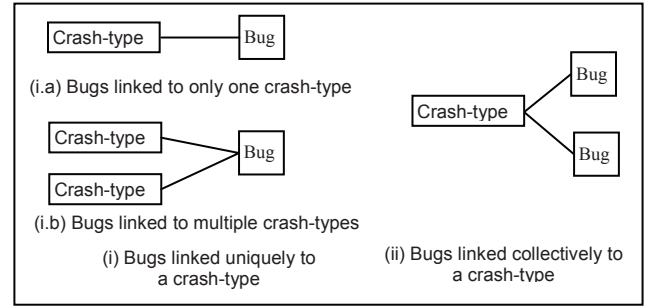 Crash-type Bug
(i.a) Bugs linked to only one crash-type
Crash-type
Bug
Crash-type
(i.b) Bugs linked to multiple crash-types
(i) Bugs linked uniquely to
a crash-type
Bug
Crash-type
Bug
(ii) Bugs linked collectively to
a crash-type